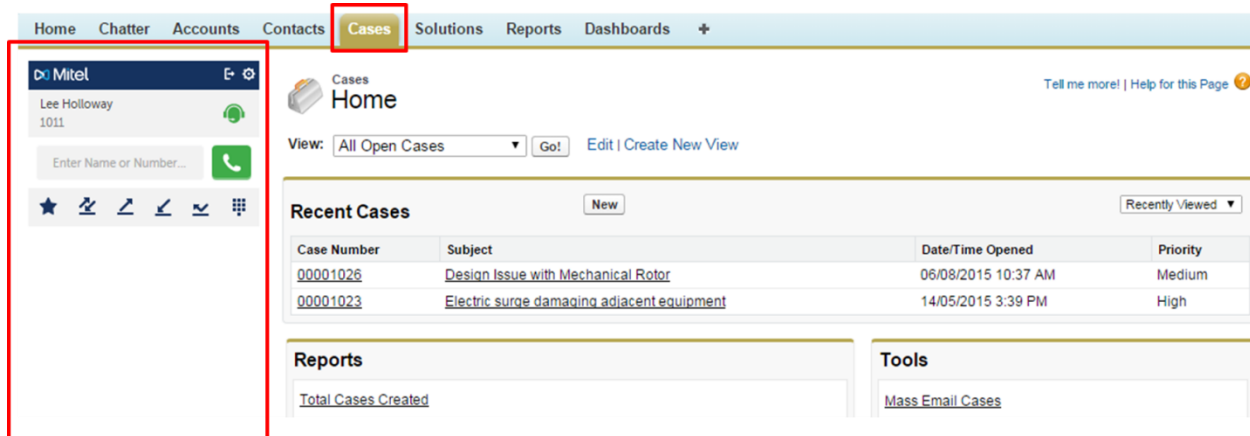 Home Chatter Accounts Contacts Cases Solutions Reports Dashboards +
Mitel
Lee Holloway
1011
Enter Name or Number...
Cases
Home
Tell me more! | Help for this Page ?
View: All Open Cases Go! Edit | Create New View
Recent Cases New Recently Viewed
Case Number Subject Date/Time Opened Priority
00001026 Design Issue with Mechanical Rotor 06/08/2015 10:37 AM Medium
00001023 Electric surge damaging adjacent equipment 14/05/2015 3:39 PM High
Reports
Total Cases Created
Tools
Mass Email Cases